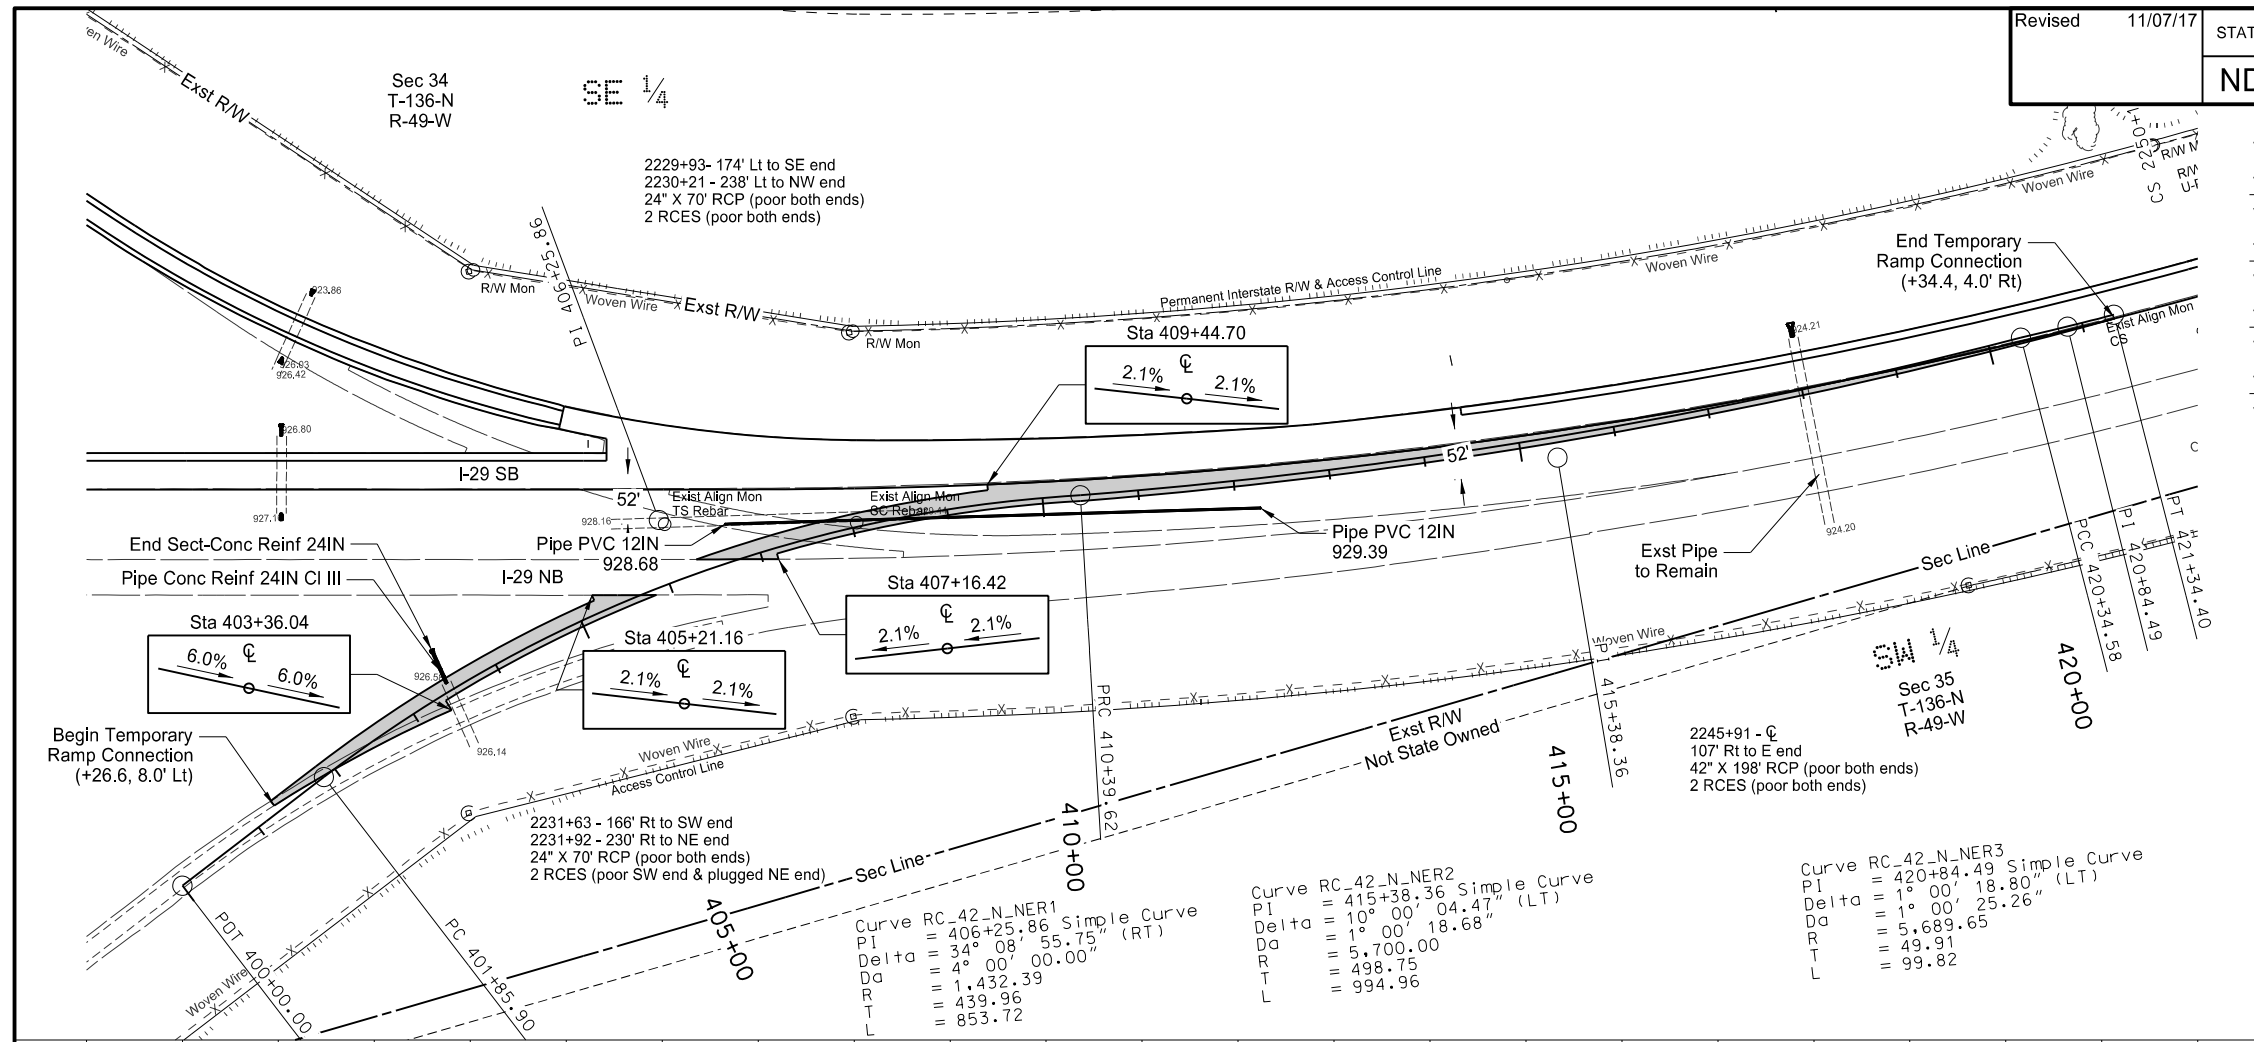 Revised 11/07/17
STAT
ND
en Wire
Exst R/W
Sec 34
T-136-N
R-49-W
SE 1/4
2229+93- 174' Lt to SE end
2230+21 - 238' Lt to NW end
24" X 70' RCP (poor both ends)
2 RCES (poor both ends)
PI 406+25.86
R/W Mon
Woven Wire
Exst R/W
R/W Mon
Permanent Interstate R/W & Access Control Line
Woven Wire
Woven Wire
CS 2250+1
R/W M
R/W
End Temporary
Ramp Connection
(+34.4, 4.0' Rt)
Exist Align Mon
CS
923.86
926.03
926.42
926.80
I-29 SB
Sta 409+44.70
2.1% ℄ 2.1%
924.21
52'
52'
Exist Align Mon
TS Rebar
Exist Align Mon
SC Rebar
928.16
End Sect-Conc Reinf 24IN
Pipe Conc Reinf 24IN Cl III
Pipe PVC 12IN
928.68
Pipe PVC 12IN
929.39
I-29 NB
Exst Pipe
to Remain
924.20
Sec Line
Sta 403+36.04
6.0% ℄ 6.0%
Sta 405+21.16
2.1% ℄ 2.1%
Sta 407+16.42
2.1% ℄ 2.1%
926.14
Begin Temporary
Ramp Connection
(+26.6, 8.0' Lt)
Woven Wire
Access Control Line
Woven Wire
PRC 410+39.62
PI 415+38.36
PCC 420+34.58
PI 420+84.49
PT 421+34.40
SW 1/4
Sec 35
T-136-N
R-49-W
Exst R/W
Not State Owned
2245+91 - ℄
107' Rt to E end
42" X 198' RCP (poor both ends)
2 RCES (poor both ends)
2231+63 - 166' Rt to SW end
2231+92 - 230' Rt to NE end
24" X 70' RCP (poor both ends)
2 RCES (poor SW end & plugged NE end)
Sec Line
Woven Wire
POT 400+00.00
PC 401+85.90
405+00
410+00
415+00
420+00
Curve RC_42_N_NER1
PI = 406+25.86 Simple Curve
Delta = 34° 08' 55.75" (RT)
Da = 4° 00' 00.00"
R = 1,432.39
T = 439.96
L = 853.72
Curve RC_42_N_NER2
PI = 415+38.36 Simple Curve
Delta = 10° 00' 04.47" (LT)
Da = 1° 00' 18.68"
R = 5,700.00
T = 498.75
L = 994.96
Curve RC_42_N_NER3
PI = 420+84.49 Simple Curve
Delta = 1° 00' 18.80" (LT)
Da = 1° 00' 25.26"
R = 5,689.65
T = 49.91
L = 99.82